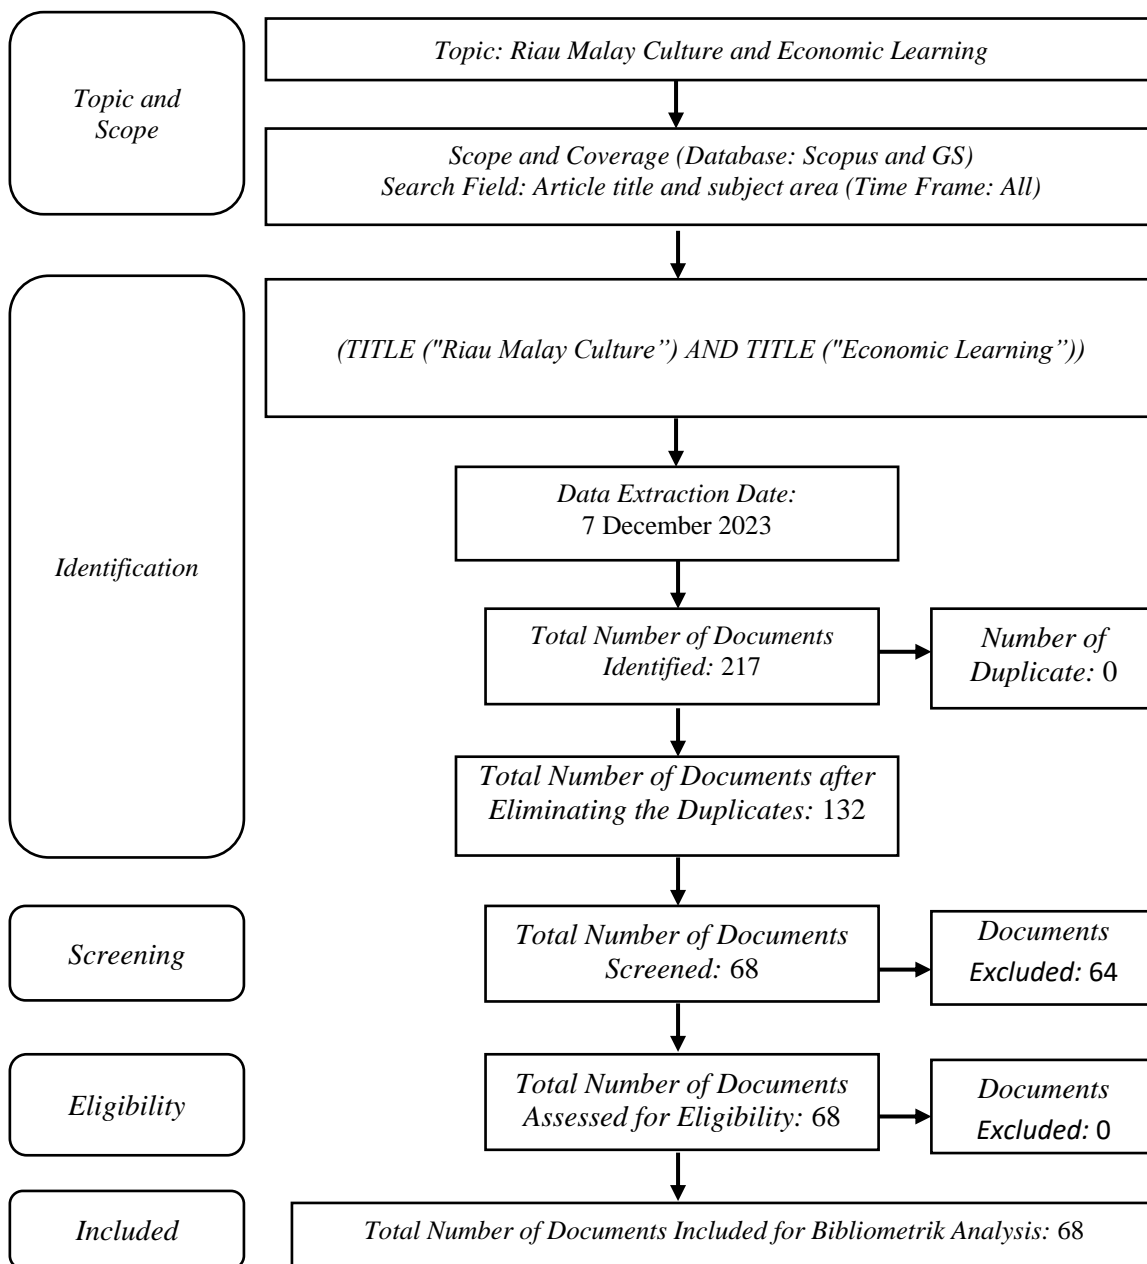 Topic and
Scope
Topic: Riau Malay Culture and Economic Learning
Scope and Coverage (Database: Scopus and GS)
Search Field: Article title and subject area (Time Frame: All)
Identification
(TITLE ("Riau Malay Culture”) AND TITLE ("Economic Learning”))
Data Extraction Date:
7 December 2023
Total Number of Documents
Identified: 217
Number of
Duplicate: 0
Total Number of Documents after
Eliminating the Duplicates: 132
Screening
Total Number of Documents
Screened: 68
Documents
Excluded: 64
Eligibility
Total Number of Documents
Assessed for Eligibility: 68
Documents
Excluded: 0
Included
Total Number of Documents Included for Bibliometrik Analysis: 68